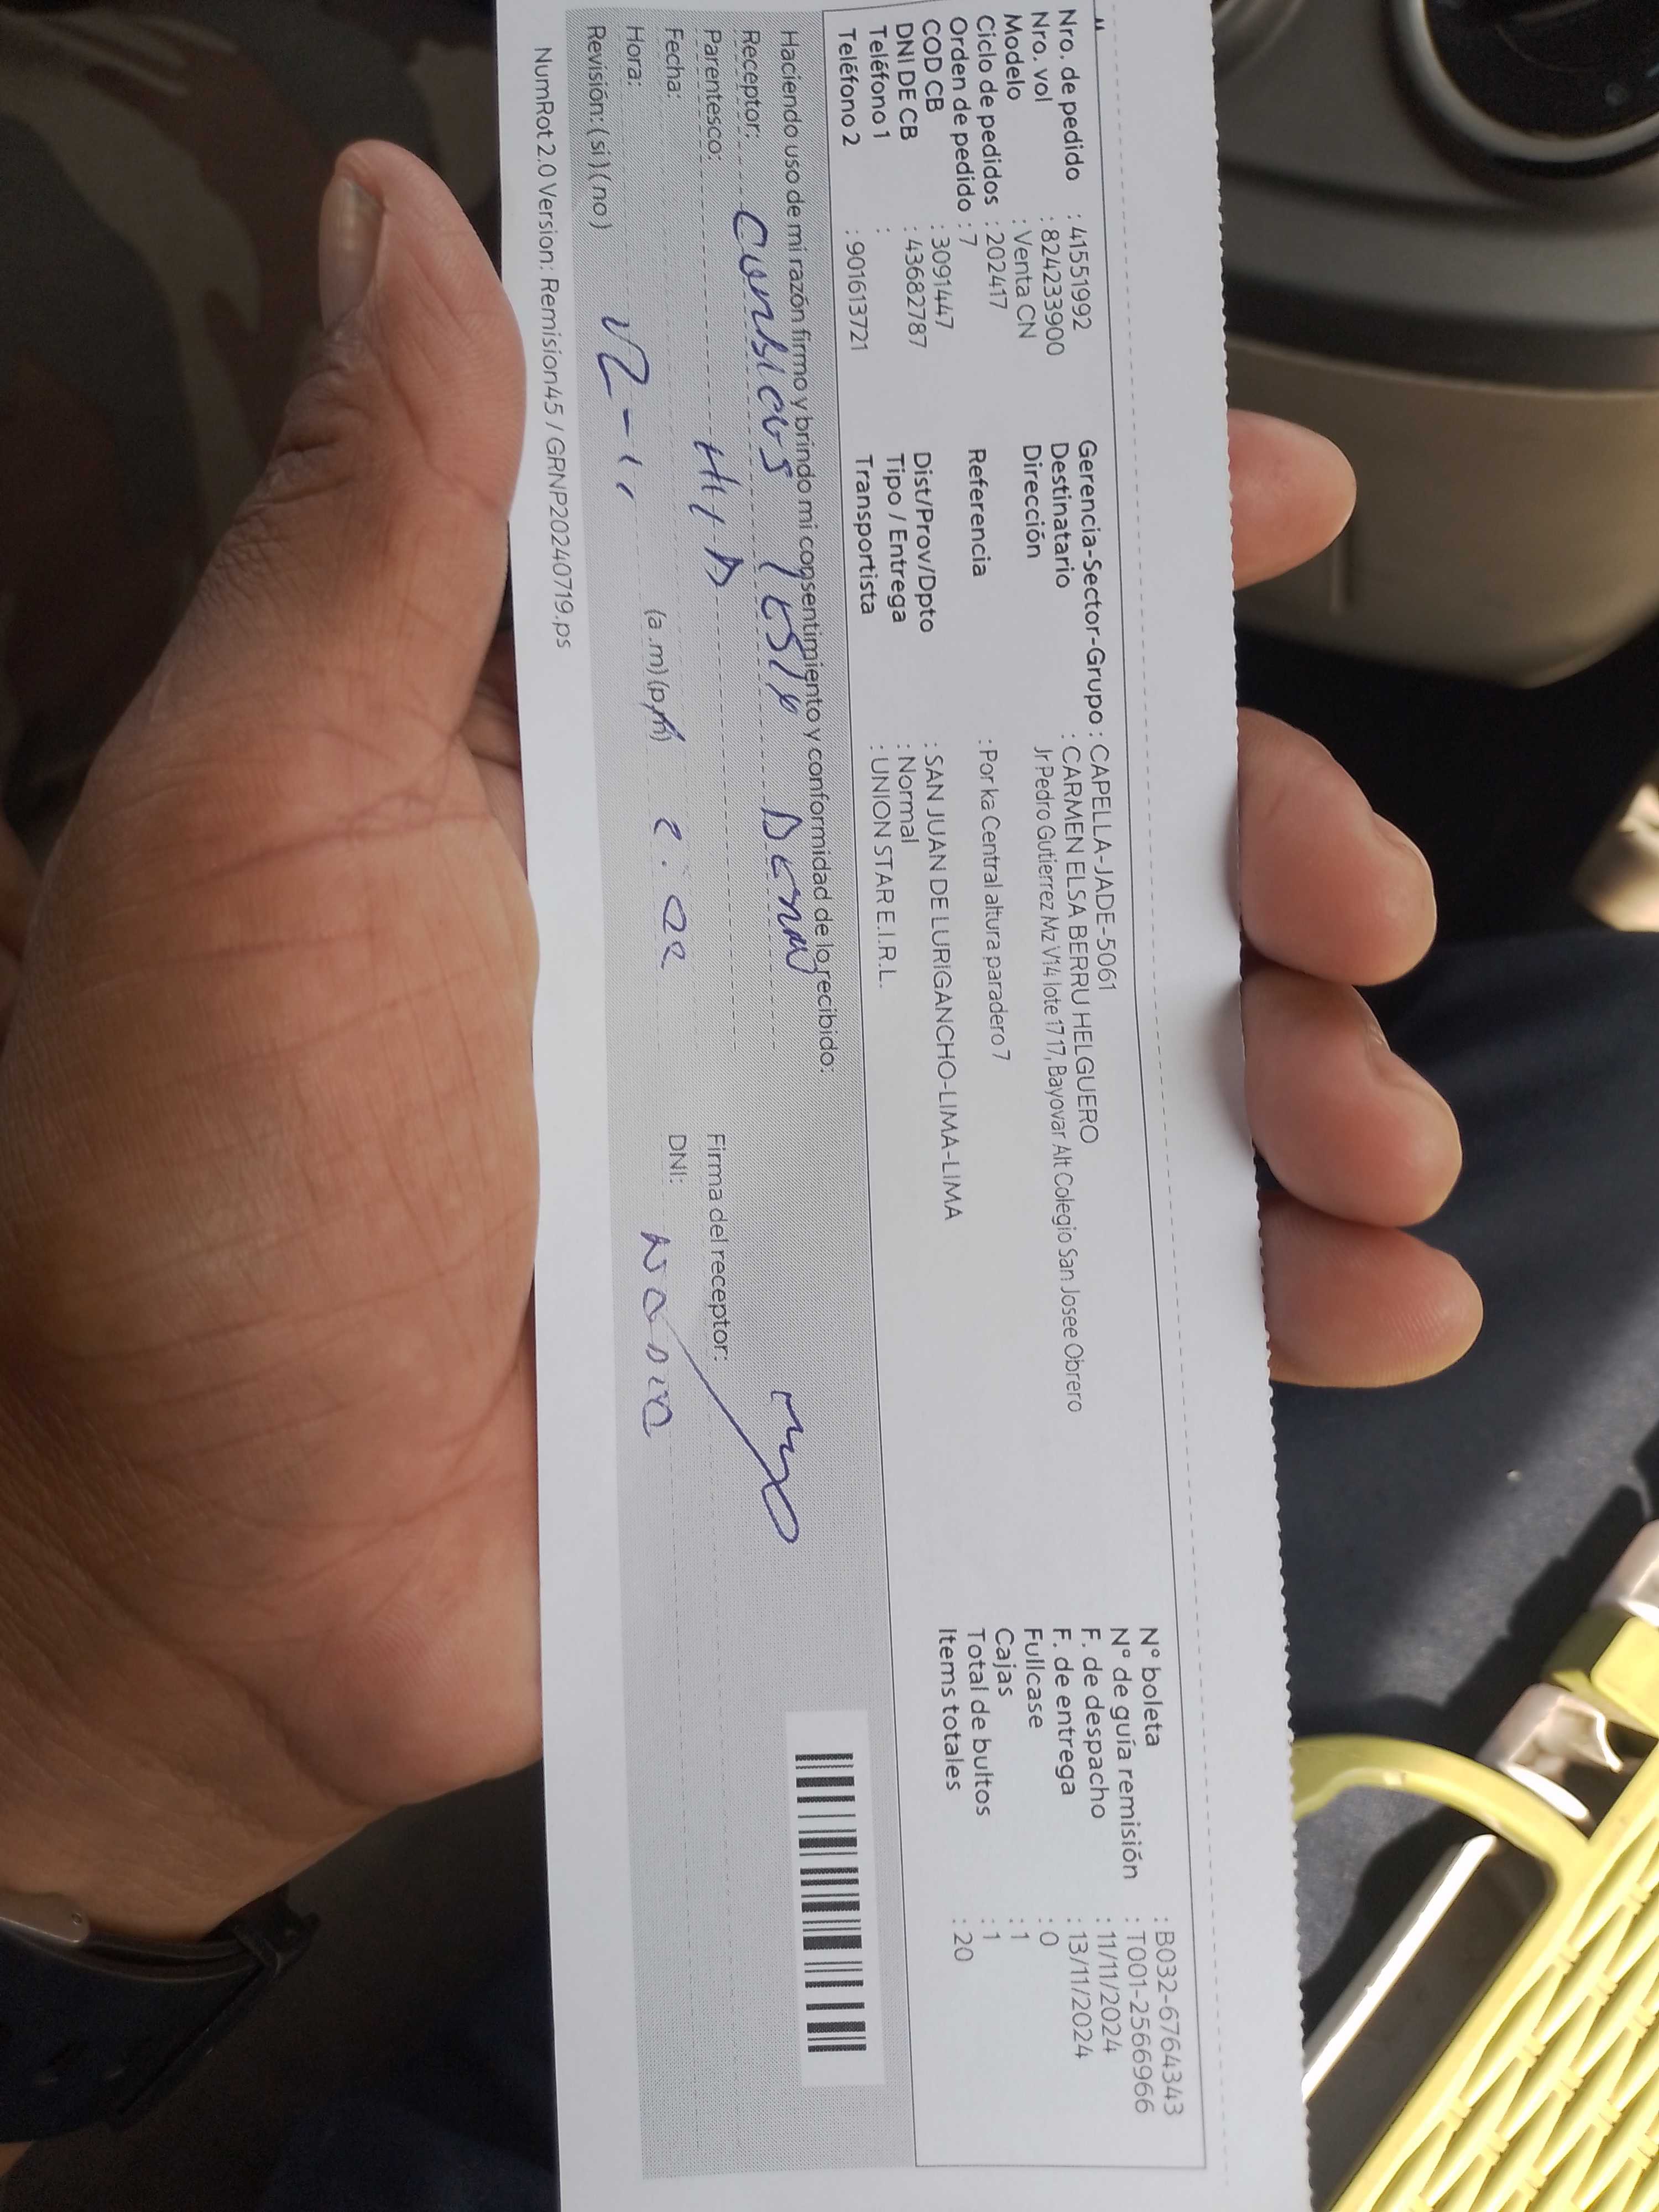 Nro. de pedido : 41551992
Nro. vol : 824233900
Modelo : Venta CN
Ciclo de pedidos : 202417
Orden de pedido : 7
COD CB : 3091447
DNI DE CB : 43682787
Teléfono 1 :
Teléfono 2 : 901613721
Gerencia-Sector-Grupo : CAPELLA-JADE-5061
Destinatario : CARMEN ELSA BERRU HELGUERO
Dirección Jr Pedro Gutierrez Mz V14 lote 17 17, Bayovar Alt Colegio San Josee Obrero
Referencia : Por ka Central altura paradero 7
Dist/Prov/Dpto : SAN JUAN DE LURIGANCHO-LIMA-LIMA
Tipo / Entrega : Normal
Transportista : UNION STAR E.I.R.L.
N° boleta : B032-6764343
N° de guía remisión : T001-2566966
F. de despacho : 11/11/2024
F. de entrega : 13/11/2024
Fullcase : 0
Cajas : 1
Total de bultos : 1
Items totales : 20
Haciendo uso de mi razón firmo y brindo mi consentimiento y conformidad de lo recibido:
Receptor:
Parentesco:
Firma del receptor:
Fecha:
DNI:
Hora: (a.m)(p.m)
Revisión:(si)(no)
NumRot 2.0 Version: Remision45 / GRNP20240719.ps